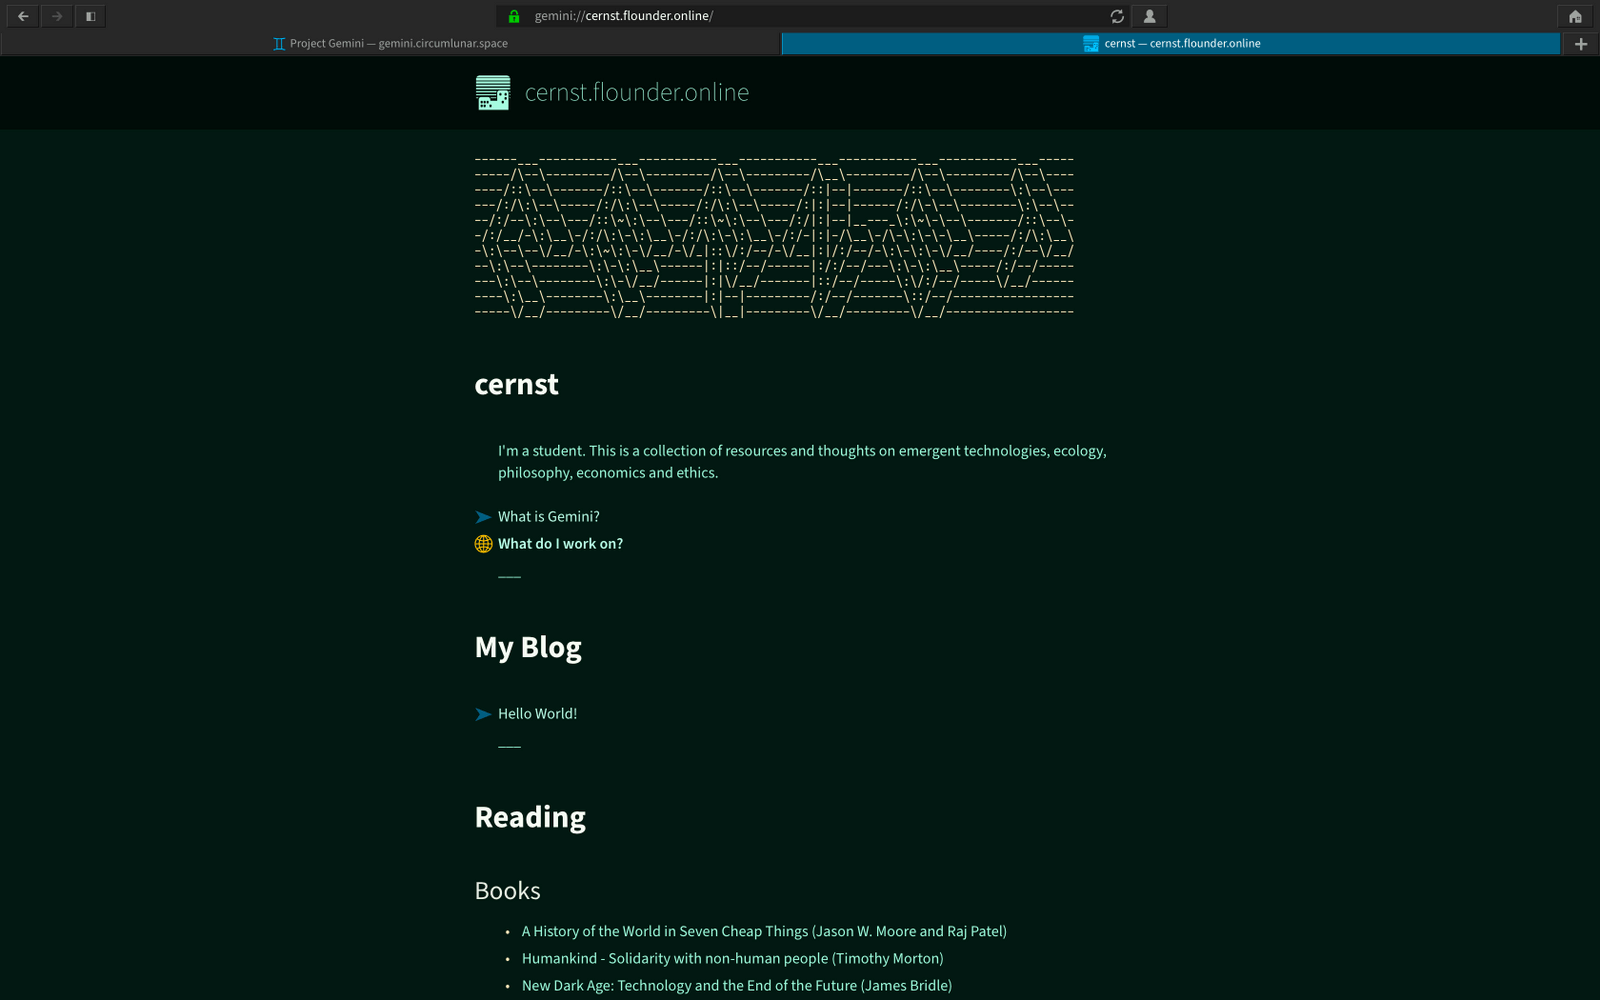 gemini://cernst.flounder.online/
Project Gemini — gemini.circumlunar.space
cernst — cernst.flounder.online
cernst.flounder.online
cernst
I'm a student. This is a collection of resources and thoughts on emergent technologies, ecology,
philosophy, economics and ethics.
What is Gemini?
What do I work on?
___
My Blog
Hello World!
___
Reading
Books
• A History of the World in Seven Cheap Things (Jason W. Moore and Raj Patel)
• Humankind - Solidarity with non-human people (Timothy Morton)
• New Dark Age: Technology and the End of the Future (James Bridle)